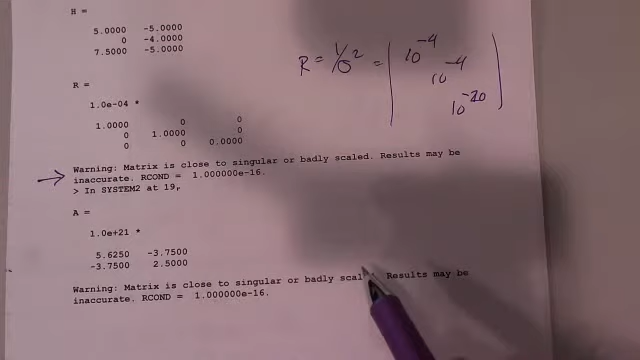 H =
5.0000 -5.0000
0 -4.0000
7.5000 -5.0000
R = 1/σ² =
10⁻⁴
10⁻⁴
10⁻²⁰
R =
1.0e-04 *
1.0000 0 0
0 1.0000 0
0 0 0.0000
Warning: Matrix is close to singular or badly scaled. Results may be
inaccurate. RCOND = 1.000000e-16.
> In SYSTEM2 at 19
A =
1.0e+21 *
5.6250 -3.7500
-3.7500 2.5000
Warning: Matrix is close to singular or badly scal Results may be
inaccurate. RCOND = 1.000000e-16.